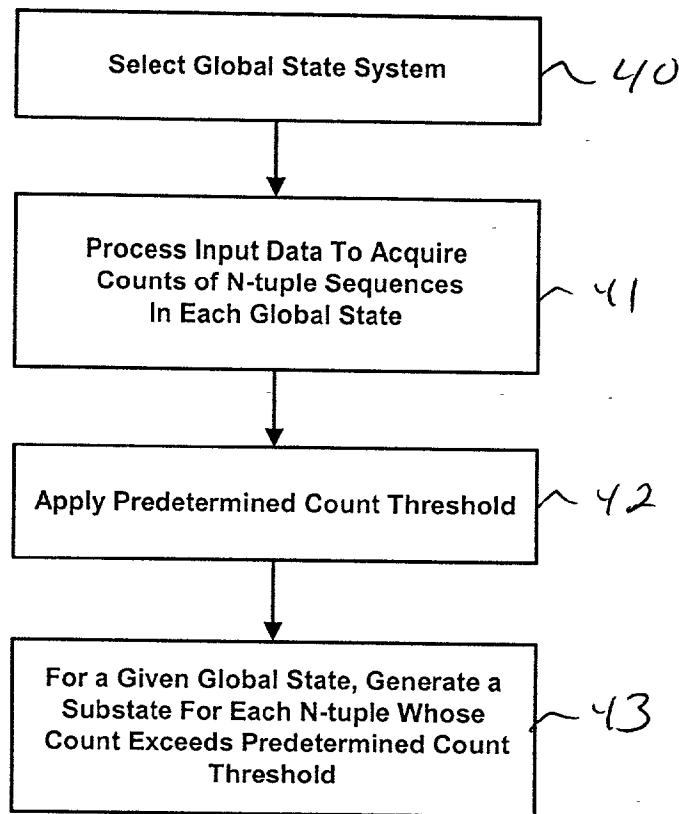 Select Global State System
40
Process Input Data To Acquire
Counts of N-tuple Sequences
In Each Global State
41
Apply Predetermined Count Threshold
42
For a Given Global State, Generate a
Substate For Each N-tuple Whose
Count Exceeds Predetermined Count
Threshold
43